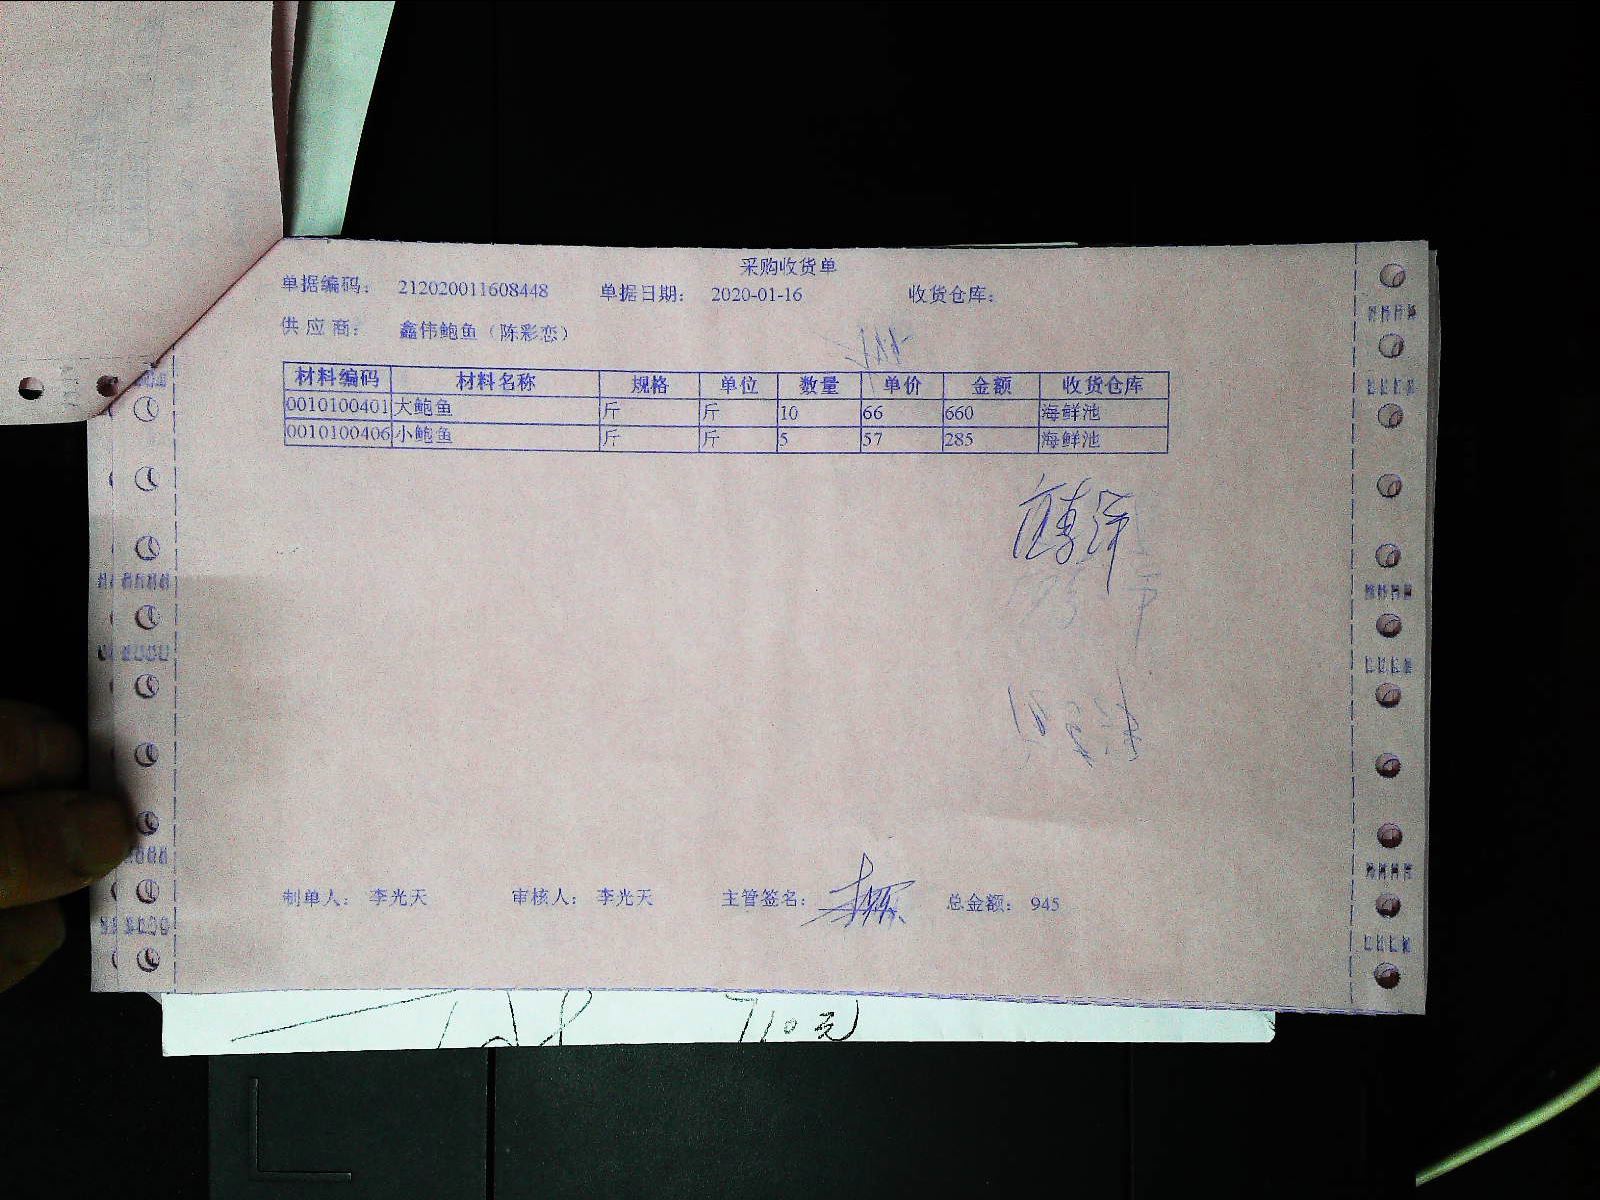 采购收货单
单据编码： 212020011608448 单据日期： 2020-01-16 收货仓库：
供 应 商： 鑫伟鲍鱼（陈彩恋）
材料编码 材料名称 规格 单位 数量 单价 金额 收货仓库
0010100401 大鲍鱼 斤 斤 10 66 660 海鲜池
0010100406 小鲍鱼 斤 斤 5 57 285 海鲜池
制单人： 李光天 审核人： 李光天 主管签名： 总金额： 945
710元